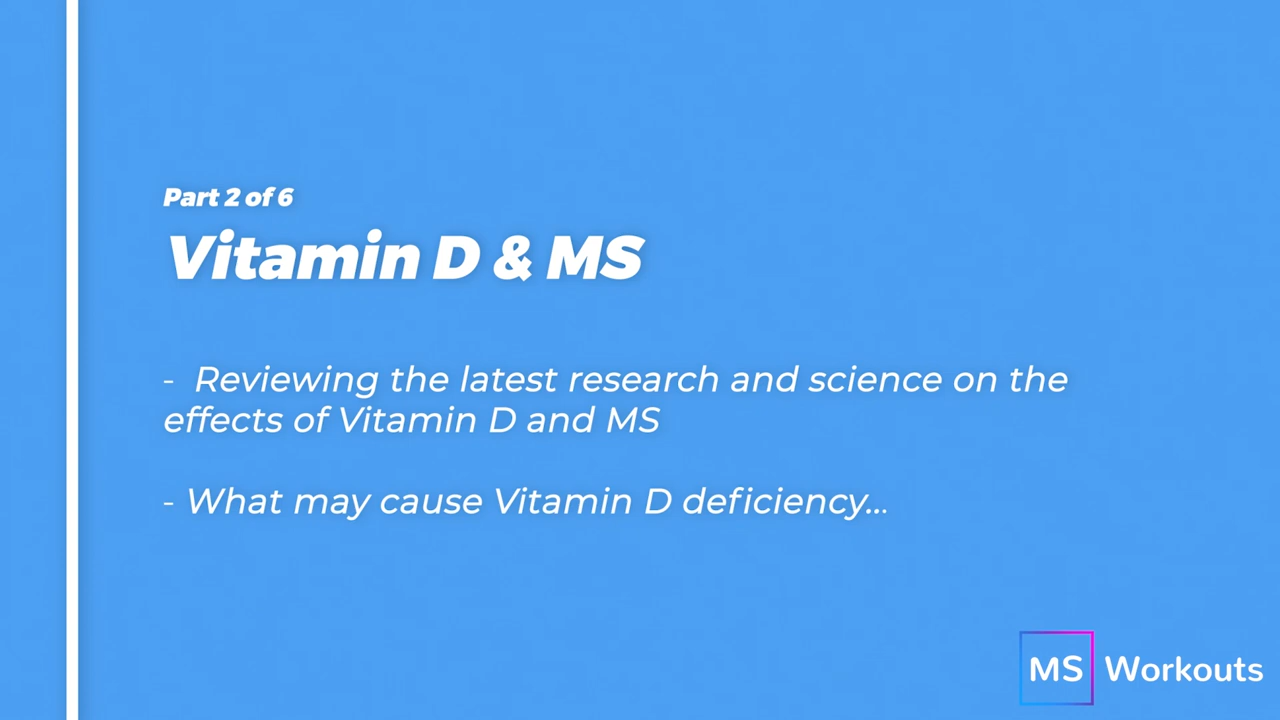 Part 2 of 6
Vitamin D & MS
- Reviewing the latest research and science on the
effects of Vitamin D and MS
- What may cause Vitamin D deficiency...
MS Workouts